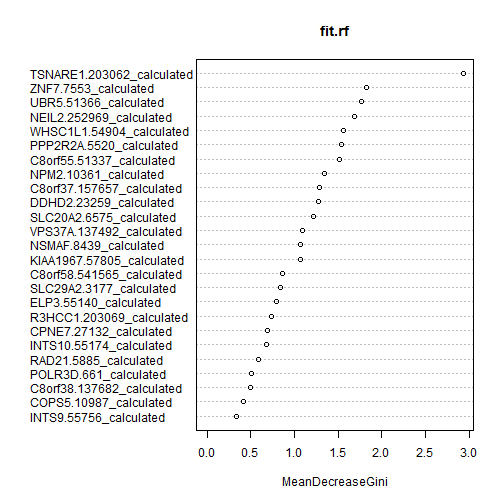 fit.rf
TSNARE1.203062_calculated
ZNF7.7553_calculated
UBR5.51366_calculated
NEIL2.252969_calculated
WHSC1L1.54904_calculated
PPP2R2A.5520_calculated
C8orf55.51337_calculated
NPM2.10361_calculated
C8orf37.157657_calculated
DDHD2.23259_calculated
SLC20A2.6575_calculated
VPS37A.137492_calculated
NSMAF.8439_calculated
KIAA1967.57805_calculated
C8orf58.541565_calculated
SLC29A2.3177_calculated
ELP3.55140_calculated
R3HCC1.203069_calculated
CPNE7.27132_calculated
INTS10.55174_calculated
RAD21.5885_calculated
POLR3D.661_calculated
C8orf38.137682_calculated
COPS5.10987_calculated
INTS9.55756_calculated
0.0 0.5 1.0 1.5 2.0 2.5 3.0
MeanDecreaseGini